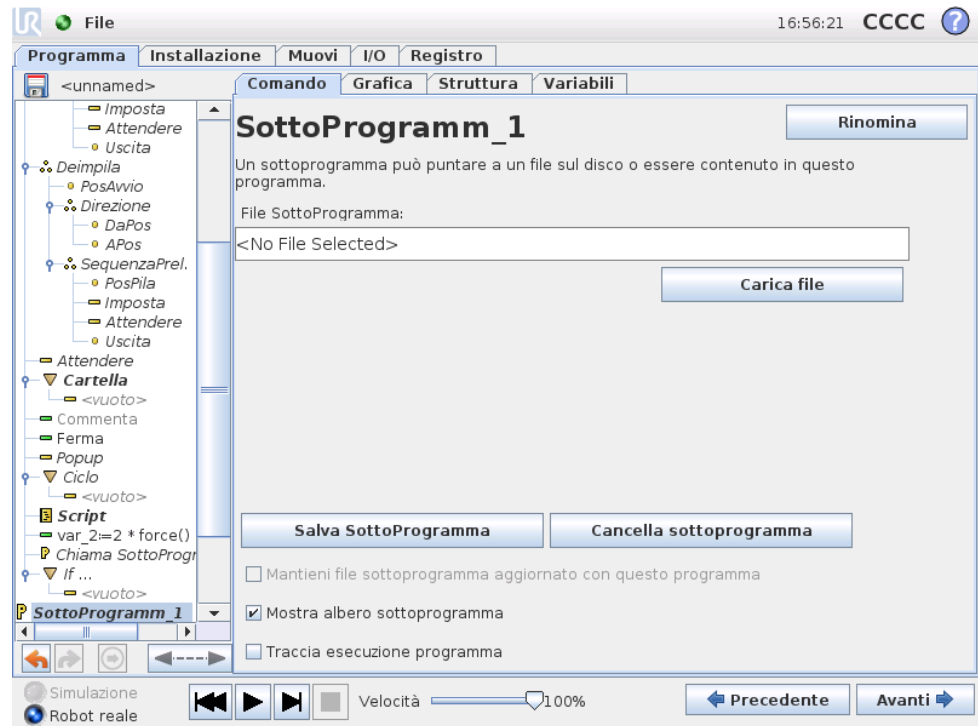 UR File 16:56:21 CCCC ?
Programma Installazione Muovi I/O Registro
<unnamed>
Comando Grafica Struttura Variabili
Imposta
Attendere
Uscita
Deimpila
PosAvvio
Direzione
DaPos
APos
SequenzaPrel.
PosPila
Imposta
Attendere
Uscita
Attendere
Cartella
<vuoto>
Commenta
Ferma
Popup
Ciclo
<vuoto>
Script
var_2:=2 * force()
Chiama SottoProgr
If ...
<vuoto>
SottoProgramm_1
SottoProgramm_1
Rinomina
Un sottoprogramma può puntare a un file sul disco o essere contenuto in questo
programma.
File SottoProgramma:
<No File Selected>
Carica file
Salva SottoProgramma Cancella sottoprogramma
Mantieni file sottoprogramma aggiornato con questo programma
Mostra albero sottoprogramma
Traccia esecuzione programma
Simulazione
Robot reale
Velocità 100%
Precedente Avanti